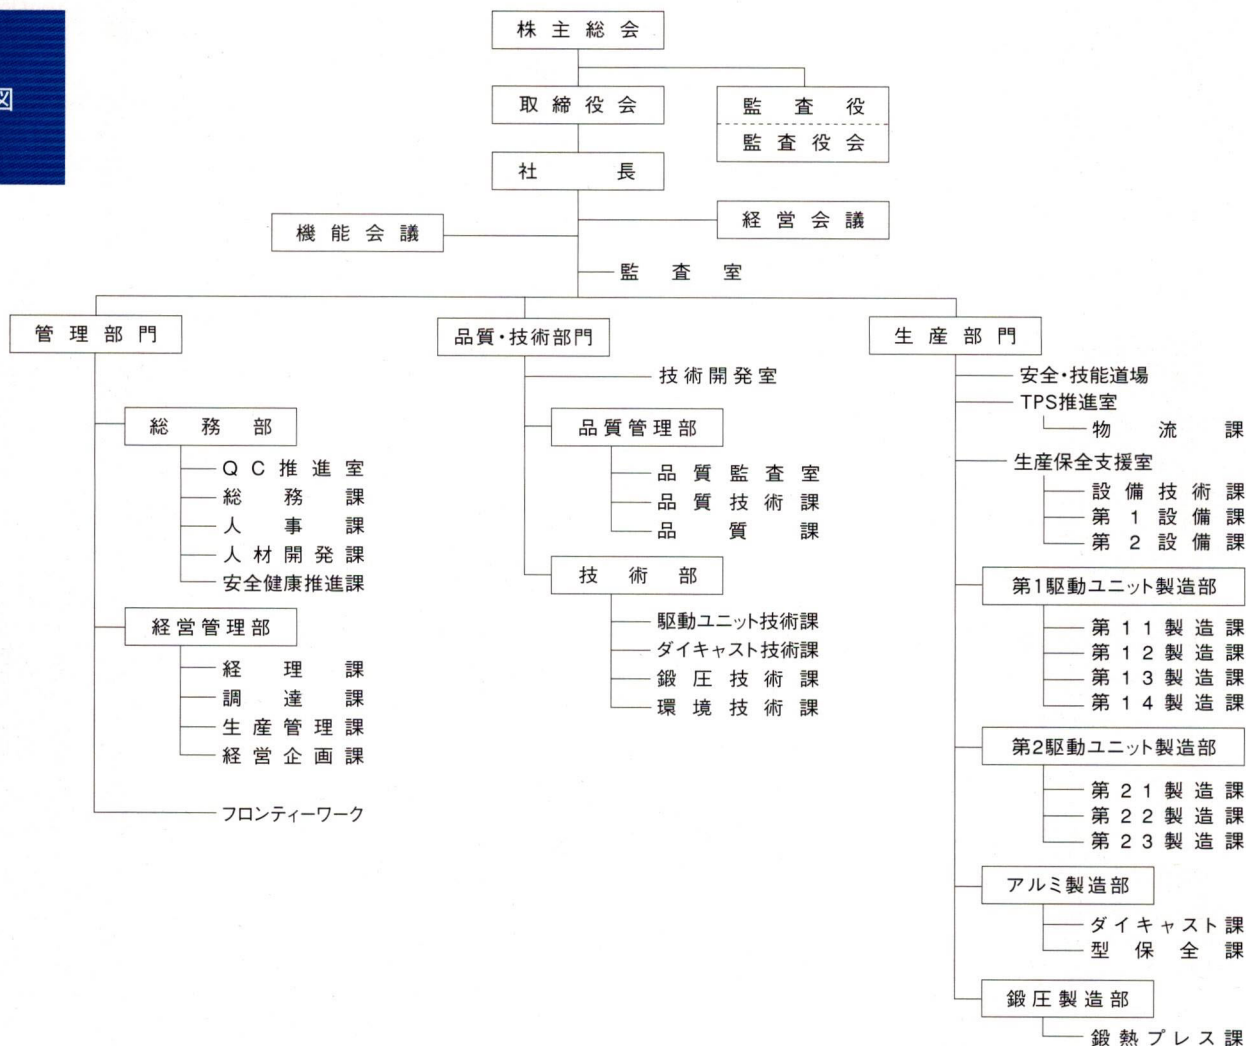 図
株主総会
取締役会
監査役
監査役会
社長
機能会議
経営会議
監査室
管理部門
総務部
QC推進室
総務課
人事課
人材開発課
安全健康推進課
経営管理部
経理課
調達課
生産管理課
経営企画課
フロンティーワーク
品質・技術部門
技術開発室
品質管理部
品質監査室
品質技術課
品質課
技術部
駆動ユニット技術課
ダイキャスト技術課
鍛圧技術課
環境技術課
生産部門
安全・技能道場
TPS推進室
物流課
生産保全支援室
設備技術課
第1設備課
第2設備課
第1駆動ユニット製造部
第11製造課
第12製造課
第13製造課
第14製造課
第2駆動ユニット製造部
第21製造課
第22製造課
第23製造課
アルミ製造部
ダイキャスト課
型保全課
鍛圧製造部
鍛熱プレス課